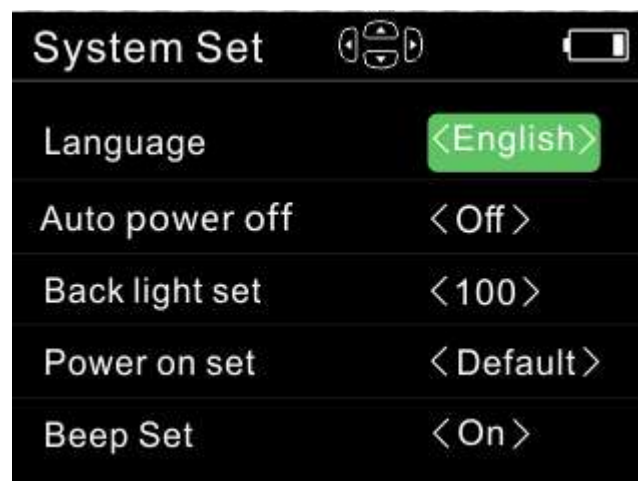 System Set
Language <English>
Auto power off <Off>
Back light set <100>
Power on set <Default>
Beep Set <On>